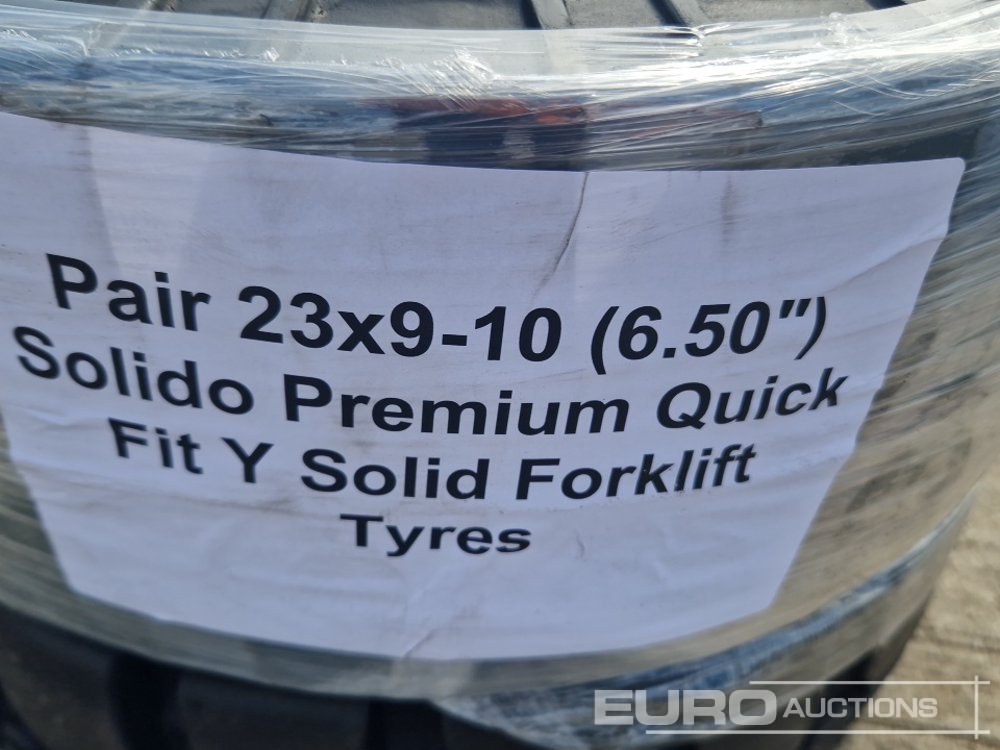 Pair 23x9-10 (6.50")
Solido Premium Quick
Fit Y Solid Forklift
Tyres
EURO AUCTIONS